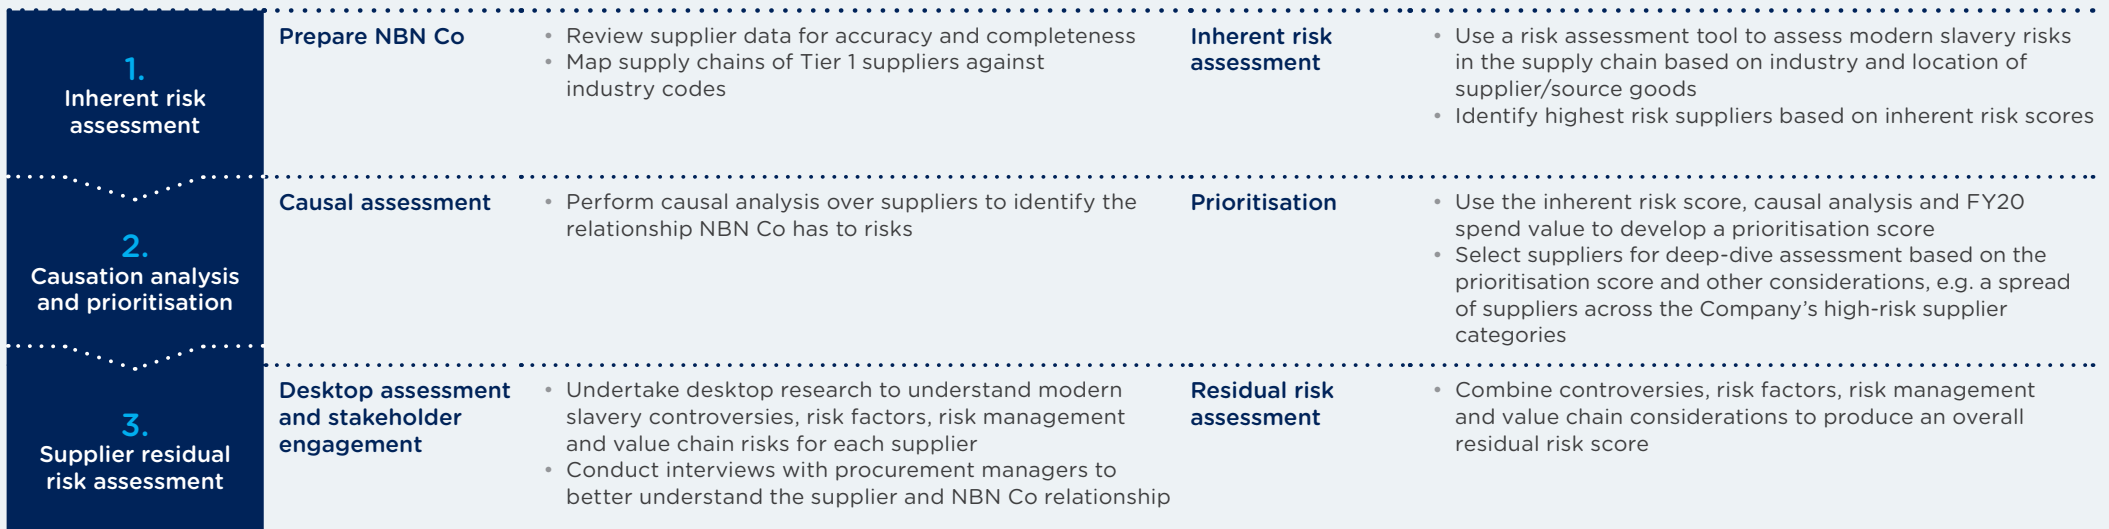 1.
Inherent risk
assessment
Prepare NBN Co
• Review supplier data for accuracy and completeness
• Map supply chains of Tier 1 suppliers against
industry codes
Inherent risk
assessment
• Use a risk assessment tool to assess modern slavery risks
in the supply chain based on industry and location of
supplier/source goods
• Identify highest risk suppliers based on inherent risk scores
2.
Causation analysis
and prioritisation
Causal assessment
• Perform causal analysis over suppliers to identify the
relationship NBN Co has to risks
Prioritisation
• Use the inherent risk score, causal analysis and FY20
spend value to develop a prioritisation score
• Select suppliers for deep-dive assessment based on the
prioritisation score and other considerations, e.g. a spread
of suppliers across the Company’s high-risk supplier
categories
3.
Supplier residual
risk assessment
Desktop assessment
and stakeholder
engagement
• Undertake desktop research to understand modern
slavery controversies, risk factors, risk management
and value chain risks for each supplier
• Conduct interviews with procurement managers to
better understand the supplier and NBN Co relationship
Residual risk
assessment
• Combine controversies, risk factors, risk management
and value chain considerations to produce an overall
residual risk score